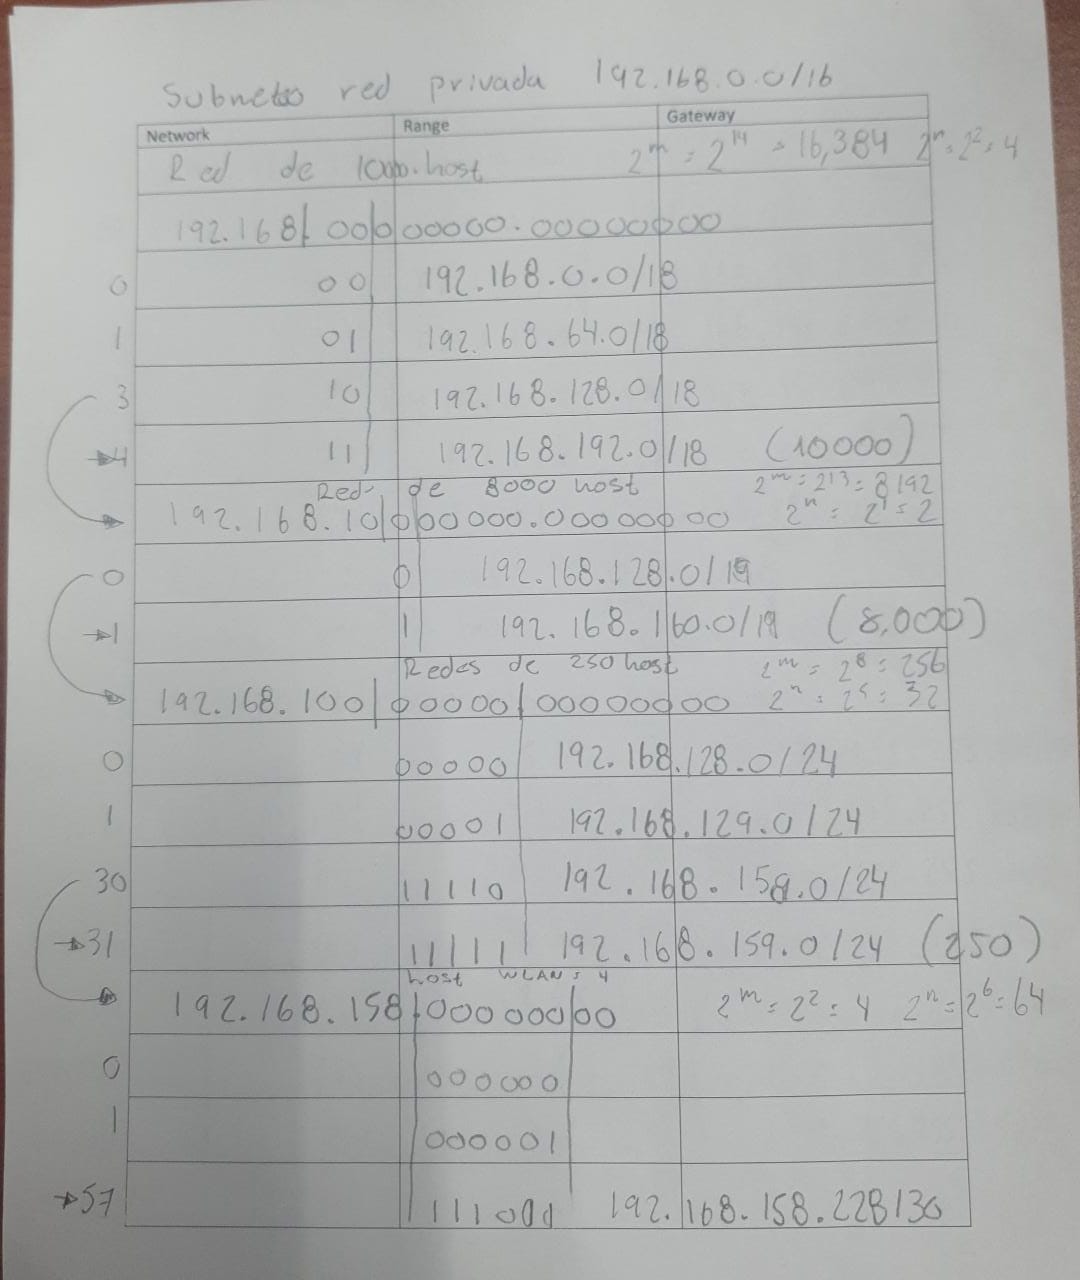 Subneteo red privada 192.168.0.0/16
Network Range Gateway
Red de 10000 host 2^m = 2^14 = 16,384 2^n = 2^2 = 4
192.168| 00|000000.00000000
0 00 192.168.0.0/18
1 01 192.168.64.0/18
3 10 192.168.128.0/18
→4 11 192.168.192.0/18 (10000)
Red de 8000 host 2^m = 2^13 = 8192
192.168.10|000000.00000000 2^n = 2^1 = 2
0 0 192.168.128.0/19
→1 1 192.168.160.0/19 (8,000)
Redes de 250 host 2^m = 2^8 = 256
192.168.100|00000|00000000 2^n = 2^5 = 32
0 00000 192.168.128.0/24
1 00001 192.168.129.0/24
30 11110 192.168.158.0/24
→31 11111 192.168.159.0/24 (250)
host WLAN = 4
192.168.158|000000|00 2^m = 2^2 = 4 2^n = 2^6 = 64
0 000000
1 000001
→57 111001 192.168.158.228/30